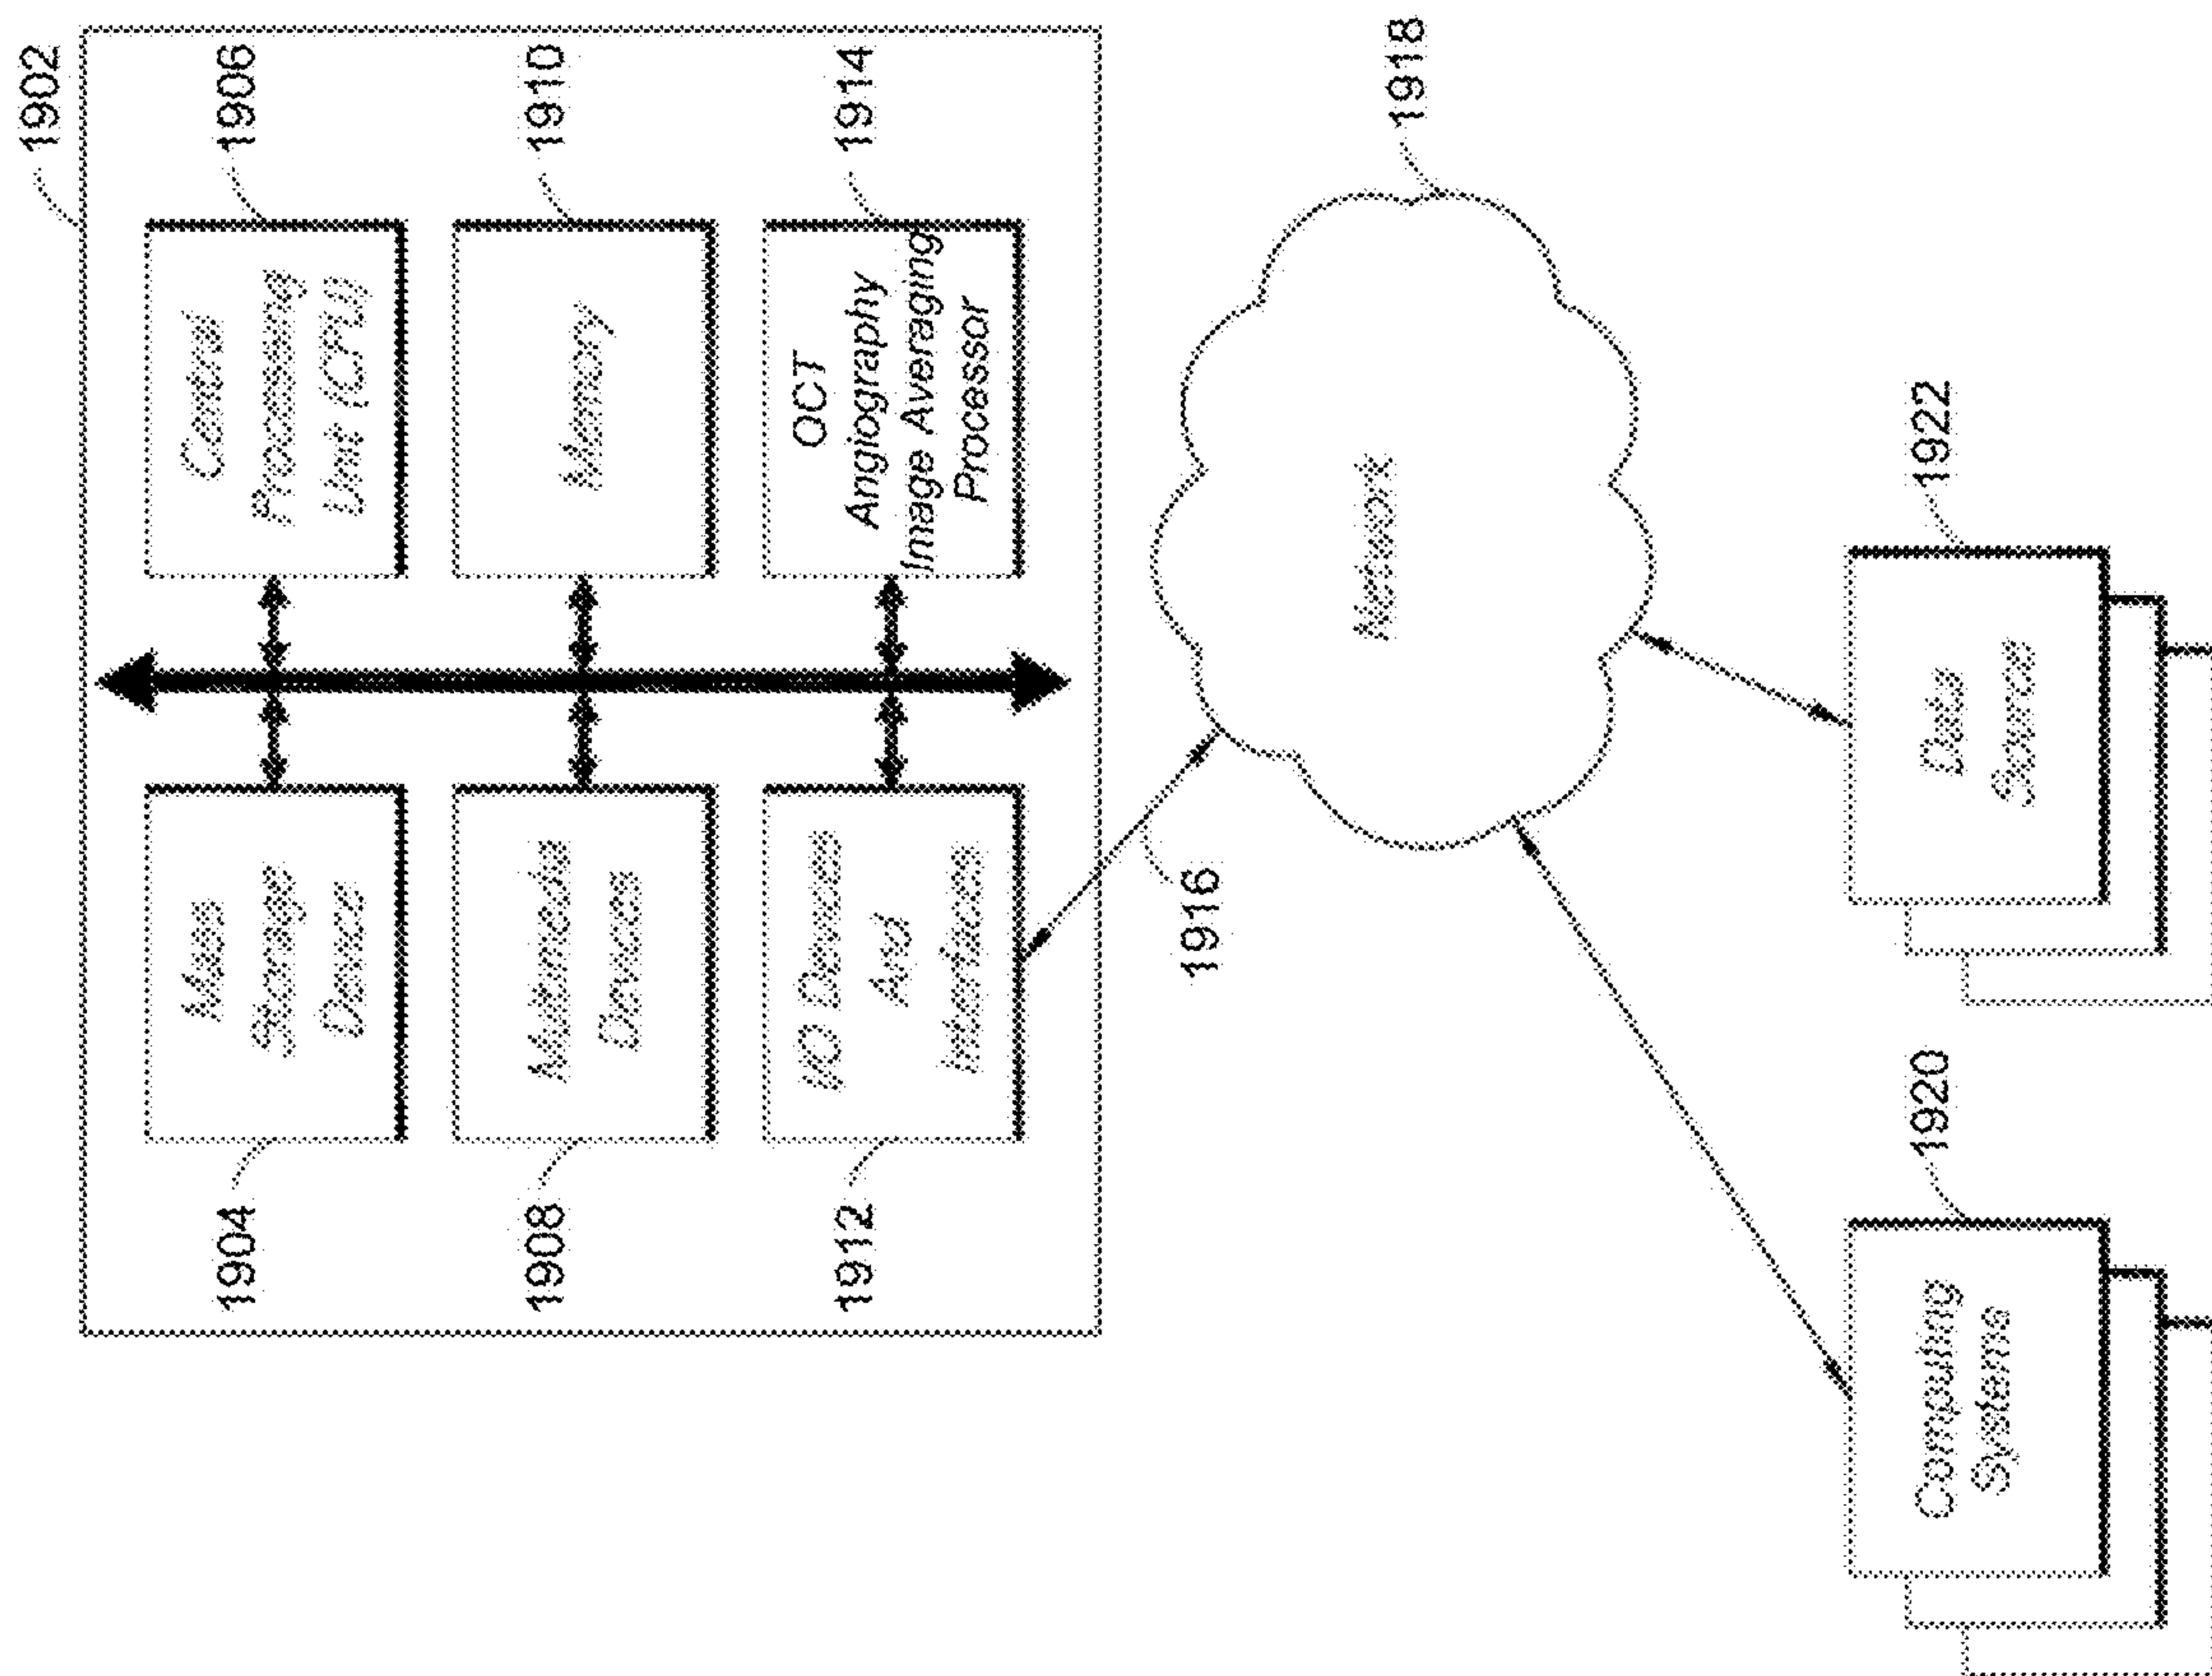 1902
1904
Mass
Storage
Device
Central
Processing
Unit (CPU)
1906
1908
Multimedia
Devices
Memory
1910
1912
I/O Devices
And
Interfaces
OCT
Angiography
Image Averaging
Processor
1914
1916
Network
1918
1920
Computing
Systems
1922
Data
Sources